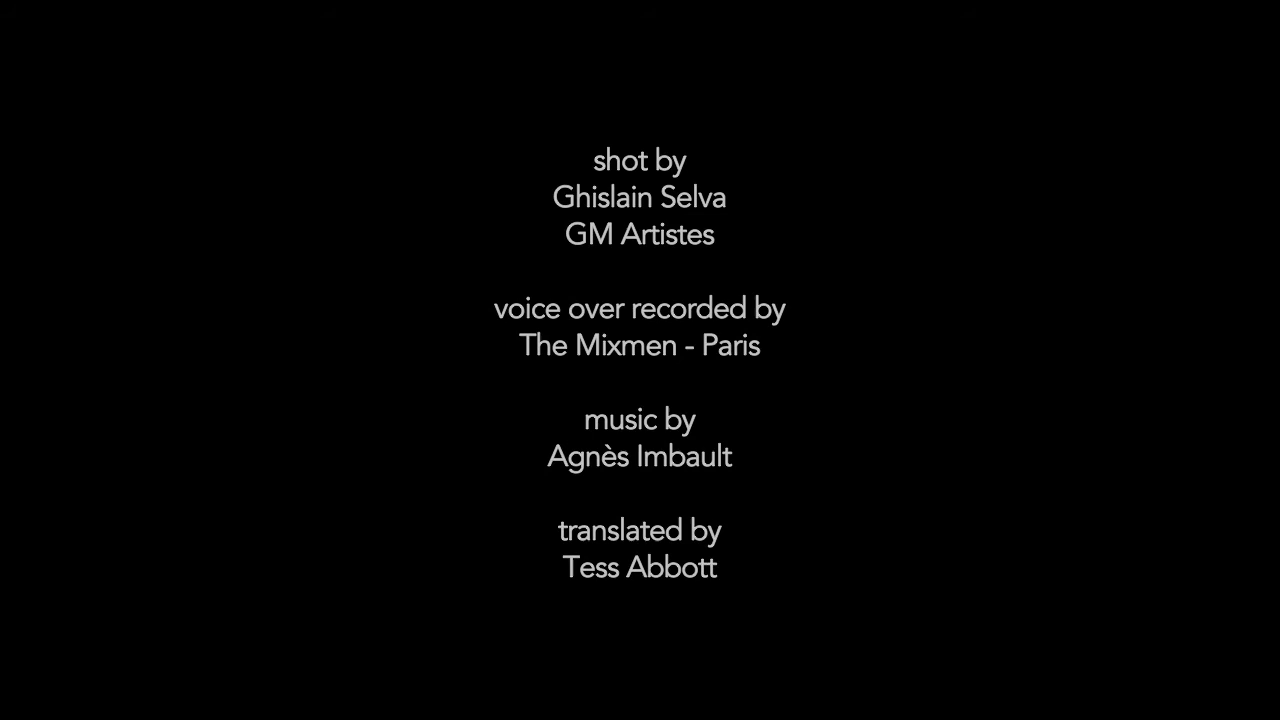 shot by
Ghislain Selva
GM Artistes
voice over recorded by
The Mixmen - Paris
music by
Agnès Imbault
translated by
Tess Abbott